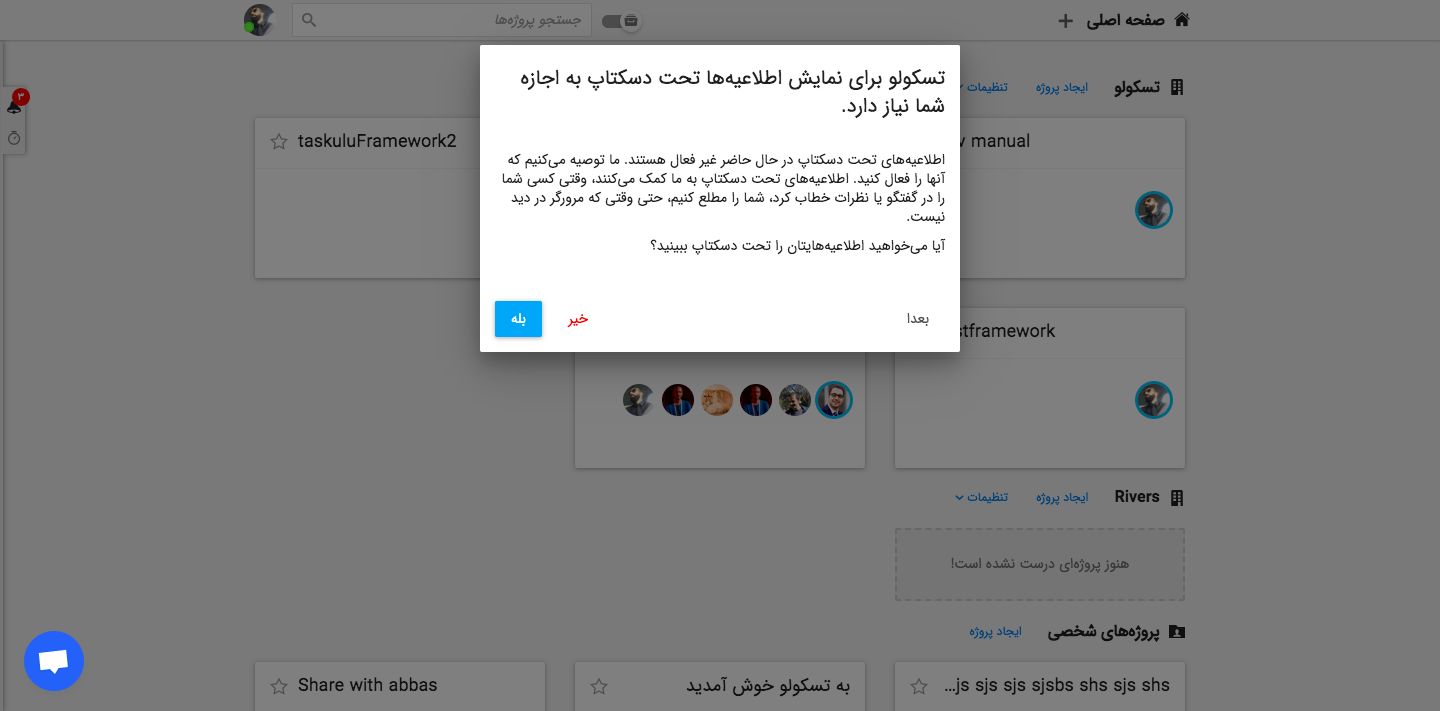 صفحه اصلی
جستجو پروژه‌ها
۳
تسکولو
ایجاد پروژه
تنظیمات
taskuluFramework2
manual
تسکولو برای نمایش اطلاعیه‌ها تحت دسکتاپ به اجازه
شما نیاز دارد.
اطلاعیه‌های تحت دسکتاپ در حال حاضر غیر فعال هستند. ما توصیه می‌کنیم که
آنها را فعال کنید. اطلاعیه‌های تحت دسکتاپ به ما کمک می‌کنند، وقتی کسی شما
را در گفتگو یا نظرات خطاب کرد، شما را مطلع کنیم، حتی وقتی که مرورگر در دید
نیست.
آیا می‌خواهید اطلاعیه‌هایتان را تحت دسکتاپ ببینید؟
بعدا
خیر
بله
stframework
Rivers
ایجاد پروژه
تنظیمات
هنوز پروژه‌ای درست نشده است!
پروژه‌های شخصی
ایجاد پروژه
...js sjs sjs sjsbs shs sjs shs
به تسکولو خوش آمدید
Share with abbas